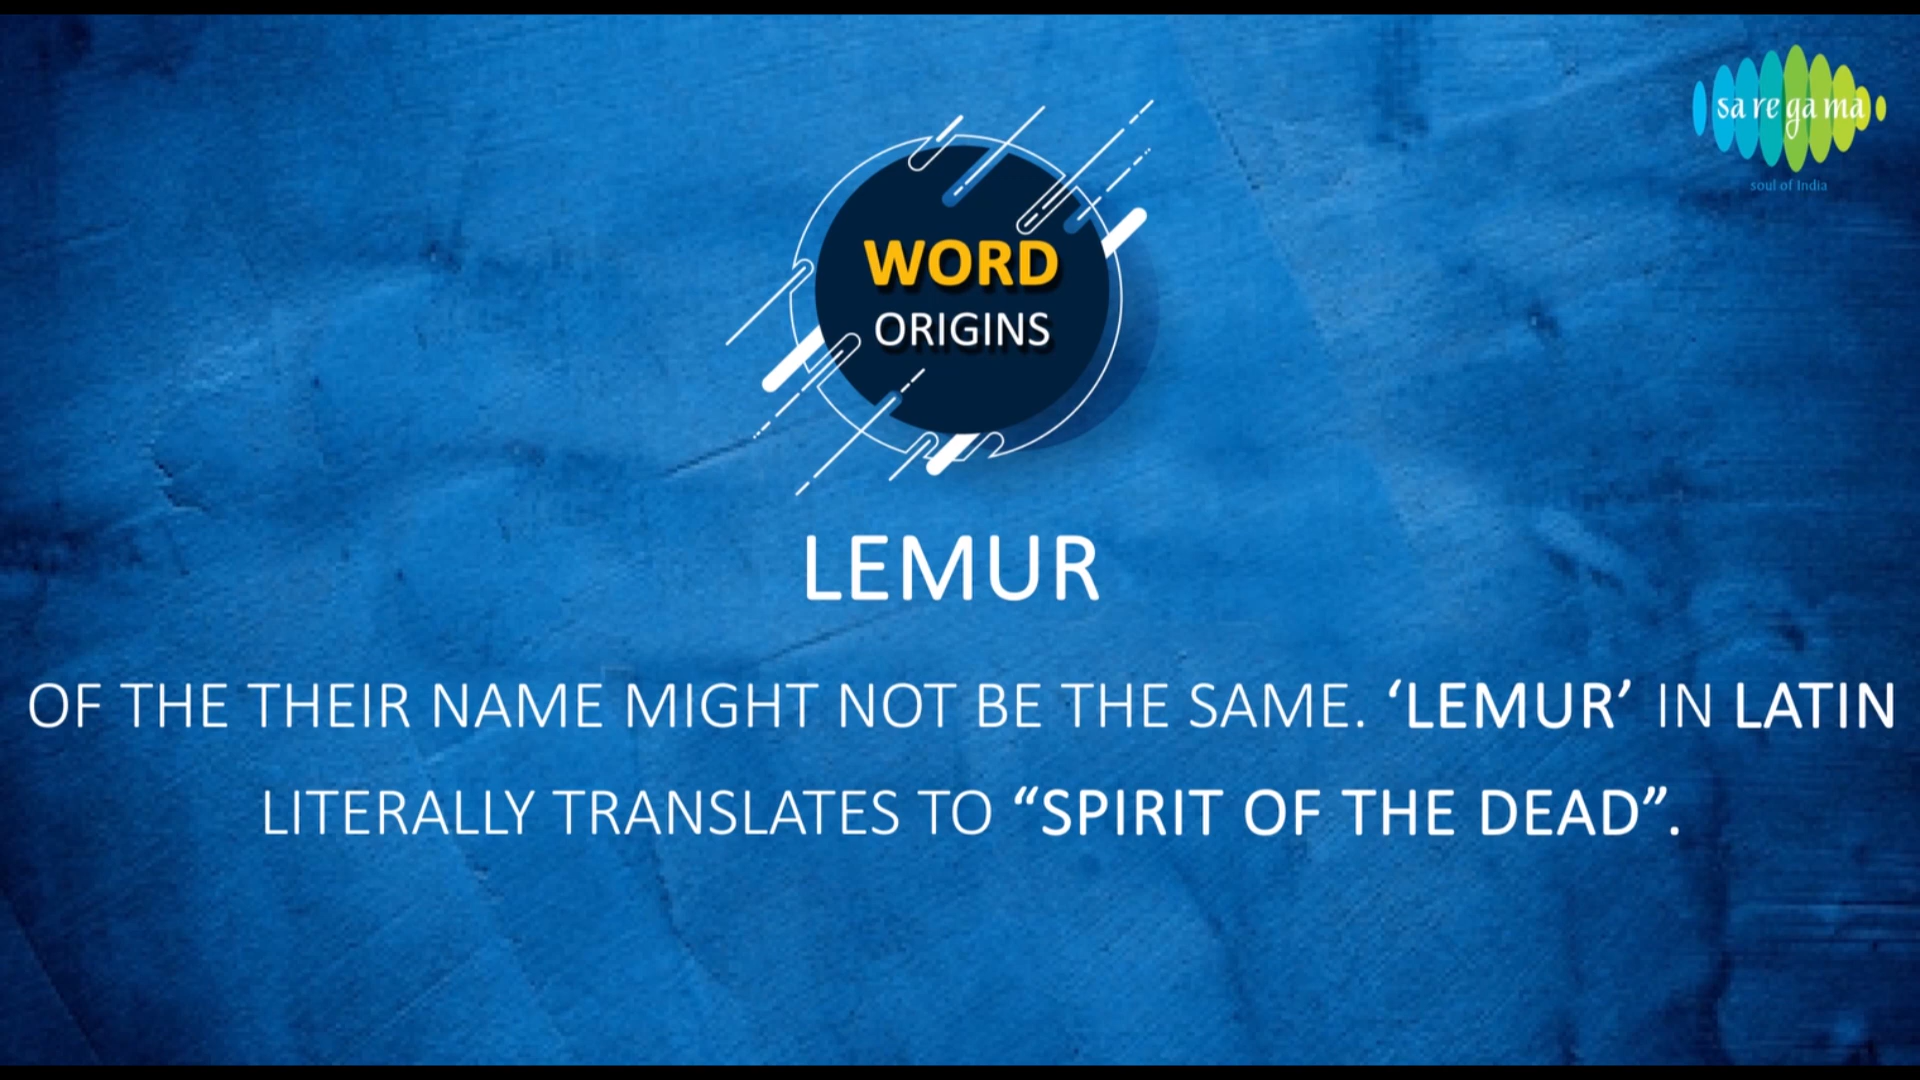 sa re ga ma
soul of India
WORD
ORIGINS
LEMUR
OF THE THEIR NAME MIGHT NOT BE THE SAME. ‘LEMUR’ IN LATIN
LITERALLY TRANSLATES TO “SPIRIT OF THE DEAD”.